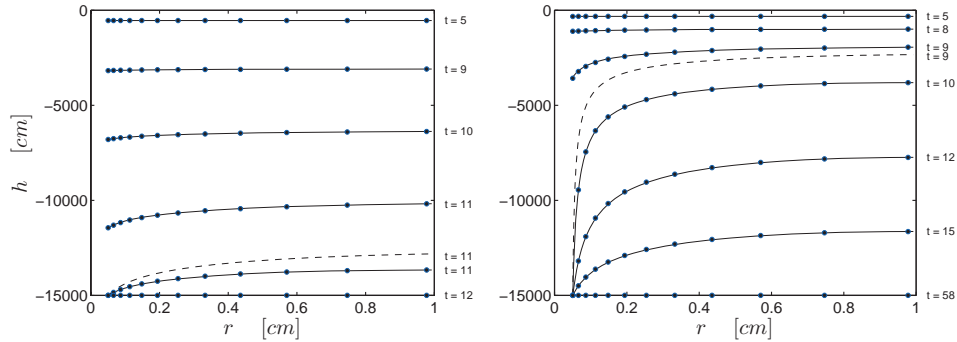 0
−5000
−10000
−15000
h [cm]
0
0.2
0.4
0.6
0.8
1
r [cm]
t = 5
t = 9
t = 10
t = 11
t = 11
t = 11
t = 12
0
−5000
−10000
−15000
0
0.2
0.4
0.6
0.8
1
r [cm]
t = 5
t = 8
t = 9
t = 9
t = 10
t = 12
t = 15
t = 58